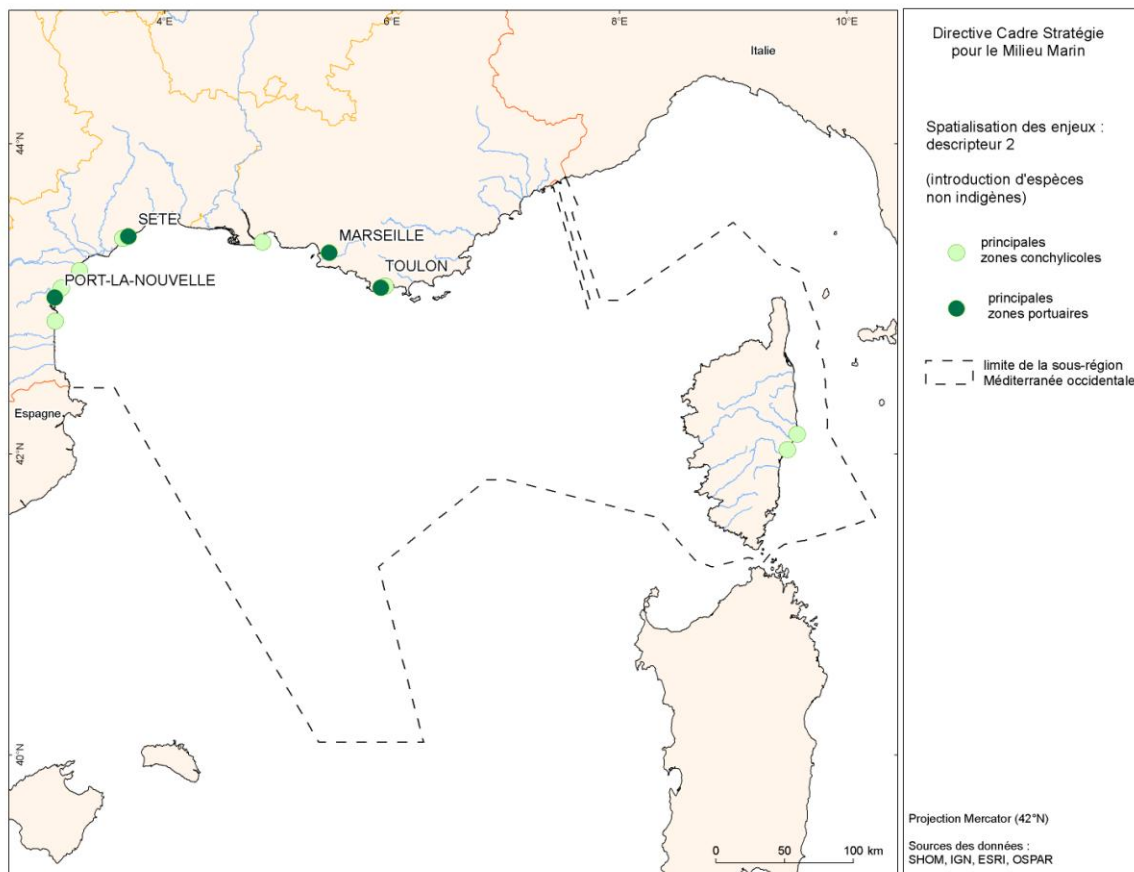 4°E
6°E
8°E
10°E
44°N
42°N
40°N
Italie
SETE
MARSEILLE
TOULON
PORT-LA-NOUVELLE
Espagne
0 50 100 km
Directive Cadre Stratégie
pour le Milieu Marin
Spatialisation des enjeux :
descripteur 2
(introduction d'espèces
non indigènes)
principales
zones conchylicoles
principales
zones portuaires
limite de la sous-région
Méditerranée occidentale
Projection Mercator (42°N)
Sources des données :
SHOM, IGN, ESRI, OSPAR